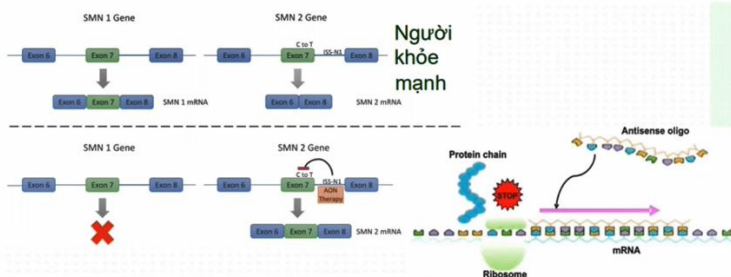 SMN 1 Gene
Exon 6 Exon 7 Exon 8
Exon 6 Exon 7 Exon 8 SMN 1 mRNA
SMN 2 Gene
C to T
ISS-N1
Exon 6 Exon 7 Exon 8
Exon 6 Exon 8 SMN 2 mRNA
Người
khỏe
mạnh
SMN 1 Gene
Exon 6 Exon 7 Exon 8
SMN 2 Gene
C to T
ISS-N1
Exon 6 Exon 7 Exon 8
AON
Therapy
Exon 6 Exon 7 Exon 8 SMN 2 mRNA
Antisense oligo
Protein chain
STOP
mRNA
Ribosome